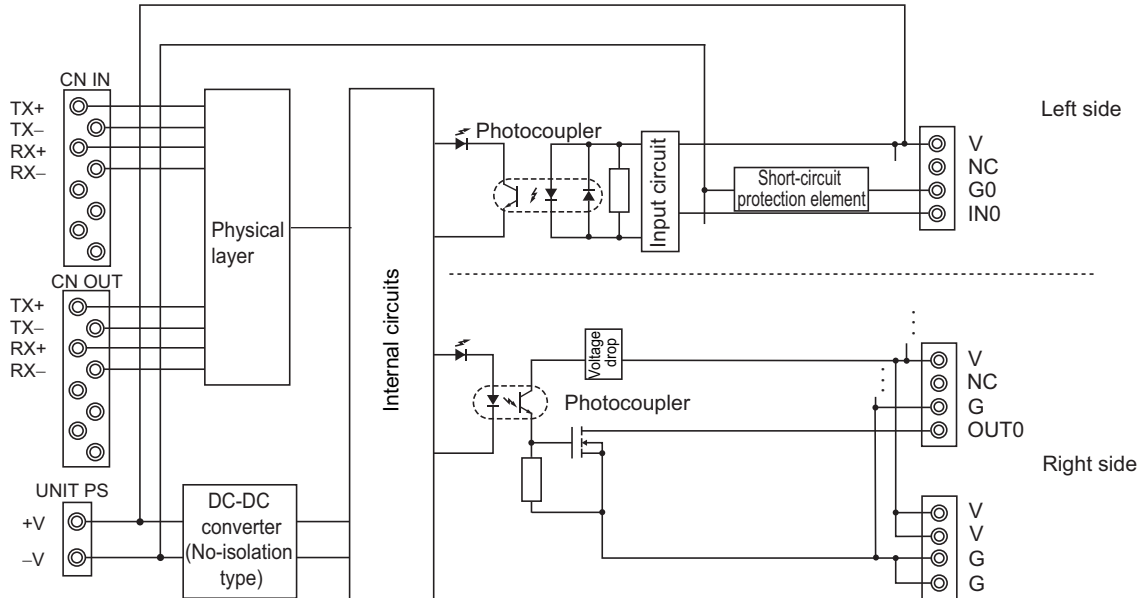 CN IN
TX+
TX–
RX+
RX–
CN OUT
TX+
TX–
RX+
RX–
UNIT PS
+V
–V
Physical
layer
DC-DC
converter
(No-isolation
type)
Internal circuits
Photocoupler
Input circuit
Short-circuit
protection element
Left side
V
NC
G0
IN0
Voltage
drop
Photocoupler
V
NC
G
OUT0
Right side
V
V
G
G